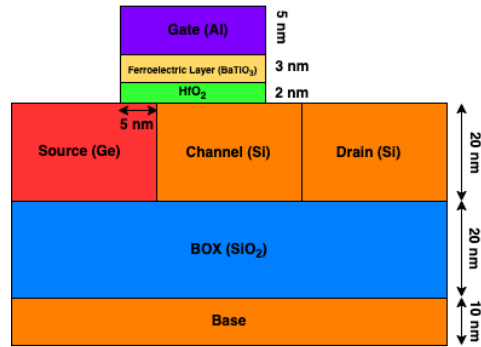 Gate (Al)
5 nm
Ferroelectric Layer (BaTiO₃)
3 nm
HfO₂
2 nm
5 nm
Source (Ge)
Channel (Si)
Drain (Si)
20 nm
BOX (SiO₂)
20 nm
Base
10 nm